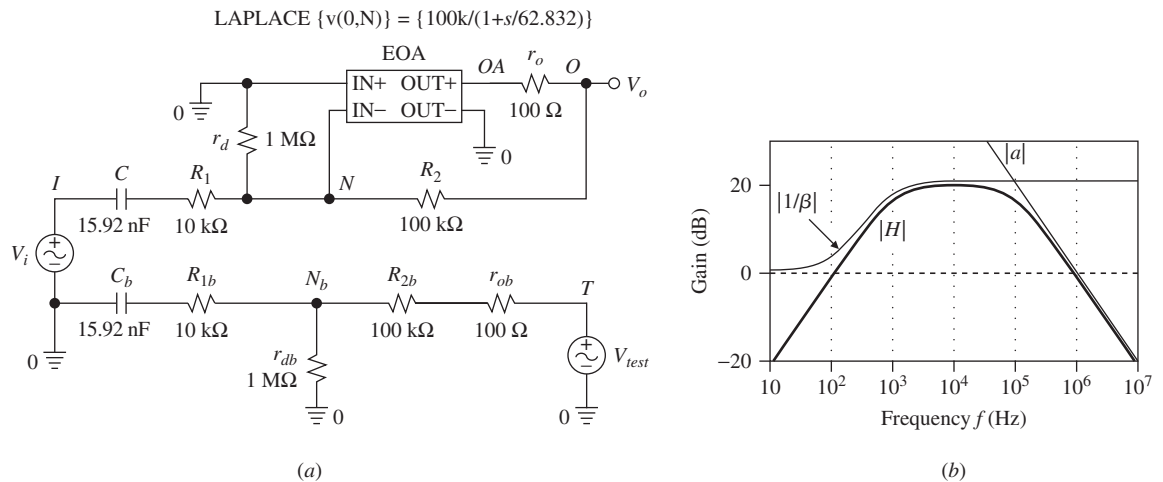 LAPLACE {v(0,N)} = {100k/(1+s/62.832)}
EOA
IN+ OUT+
IN− OUT−
OA
r_o
O
V_o
100 Ω
0
0
r_d
1 MΩ
I
C
R_1
N
R_2
15.92 nF
10 kΩ
100 kΩ
V_i
+
−
C_b
R_1b
N_b
R_2b
r_ob
T
15.92 nF
10 kΩ
100 kΩ
100 Ω
0
r_db
1 MΩ
+
−
V_test
0
0
(a)
Gain (dB)
20
0
−20
|a|
|1/β|
|H|
10 10^2 10^3 10^4 10^5 10^6 10^7
Frequency f (Hz)
(b)